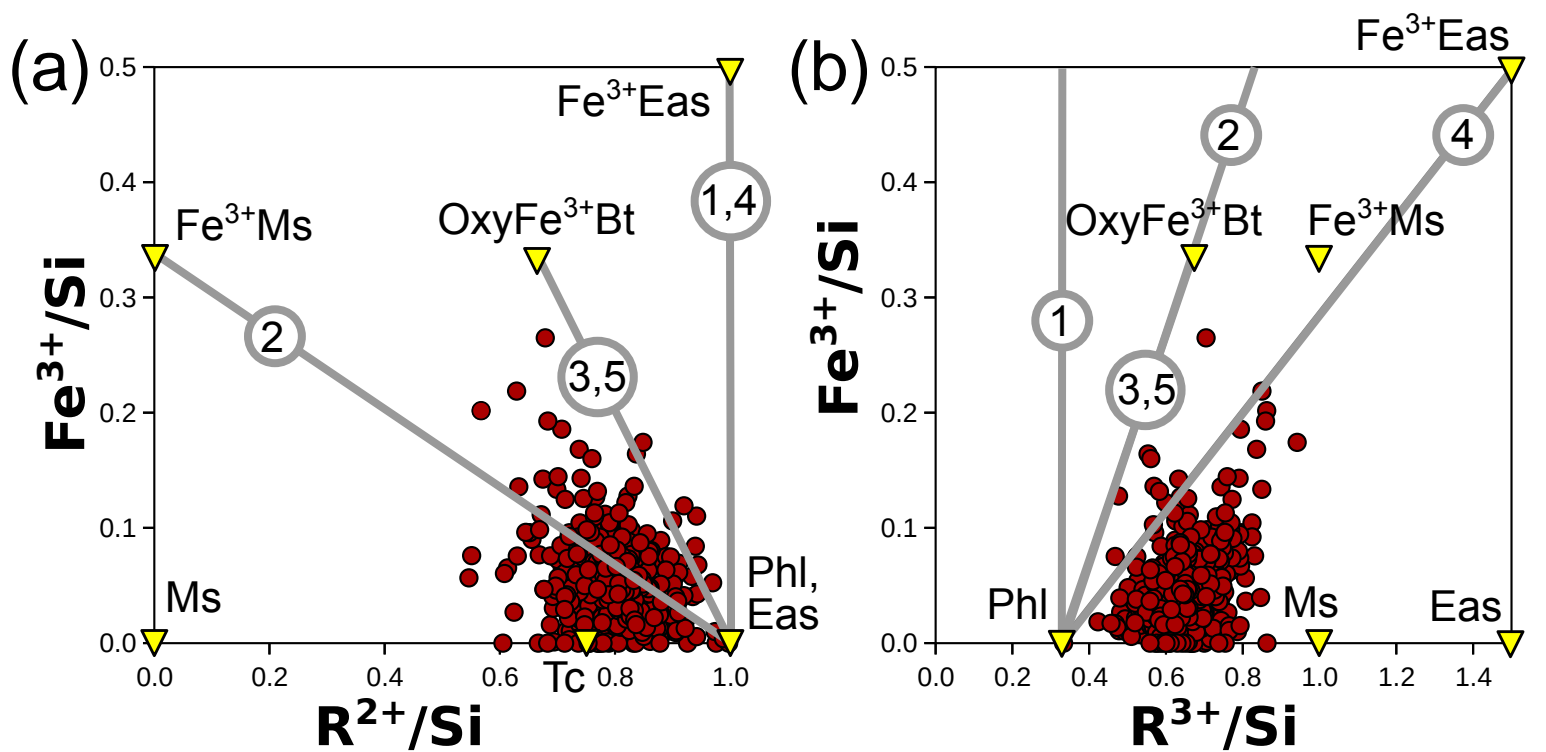 (a)
0.5
0.4
0.3
0.2
0.1
0.0
Fe³⁺/Si
Fe³⁺Eas
1,4
Fe³⁺Ms
OxyFe³⁺Bt
2
3,5
Ms
Phl,
Eas
Tc
0.0 0.2 0.4 0.6 0.8 1.0
R²⁺/Si
(b)
0.5
0.4
0.3
0.2
0.1
0.0
Fe³⁺/Si
Fe³⁺Eas
2
4
OxyFe³⁺Bt
Fe³⁺Ms
1
3,5
Phl
Ms
Eas
0.0 0.2 0.4 0.6 0.8 1.0 1.2 1.4
R³⁺/Si